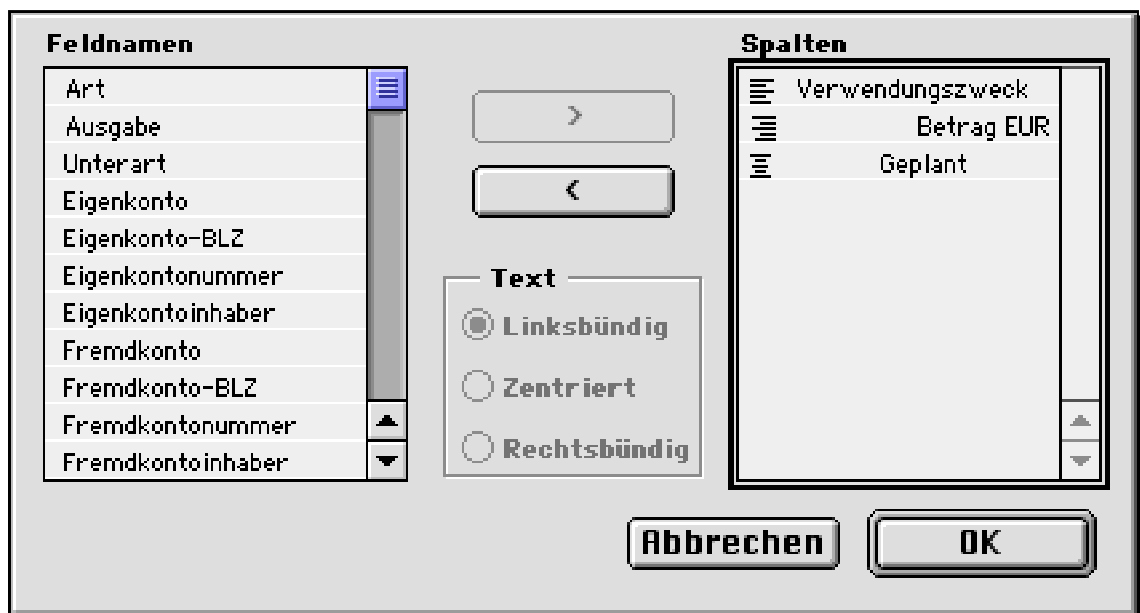 Feldnamen
Art
Ausgabe
Unterart
Eigenkonto
Eigenkonto-BLZ
Eigenkontonummer
Eigenkontoinhaber
Fremdkonto
Fremdkonto-BLZ
Fremdkontonummer
Fremdkontoinhaber
>
<
Text
Linksbündig
Zentriert
Rechtsbündig
Spalten
Verwendungszweck
Betrag EUR
Geplant
Abbrechen
OK